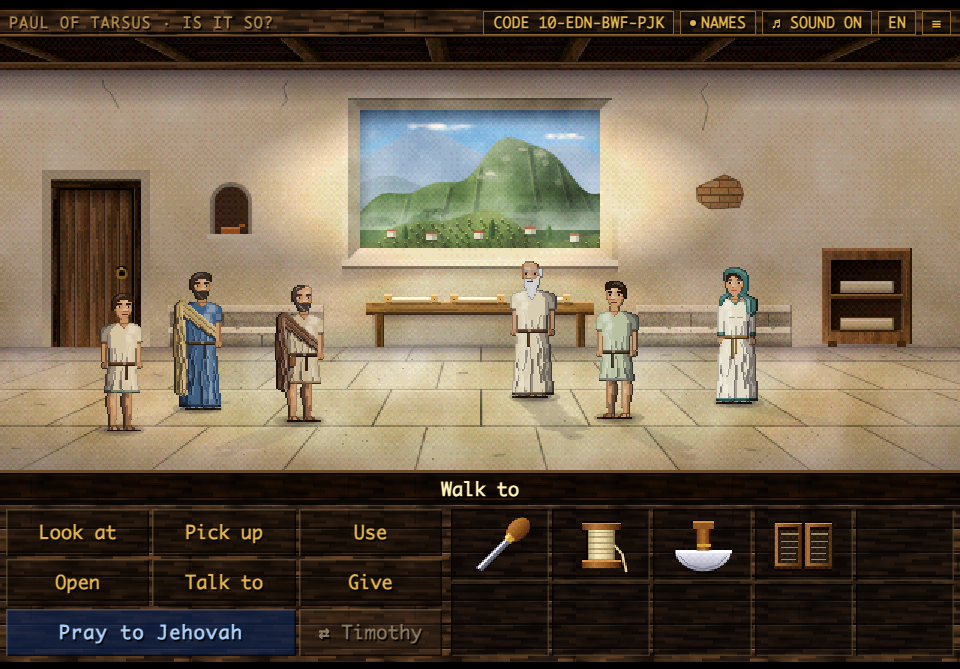 PAUL OF TARSUS · IS IT SO?
CODE 10-EDN-BWF-PJK
• NAMES
♬ SOUND ON
EN
≡
Walk to
Look at
Pick up
Use
Open
Talk to
Give
Pray to Jehovah
⇄ Timothy